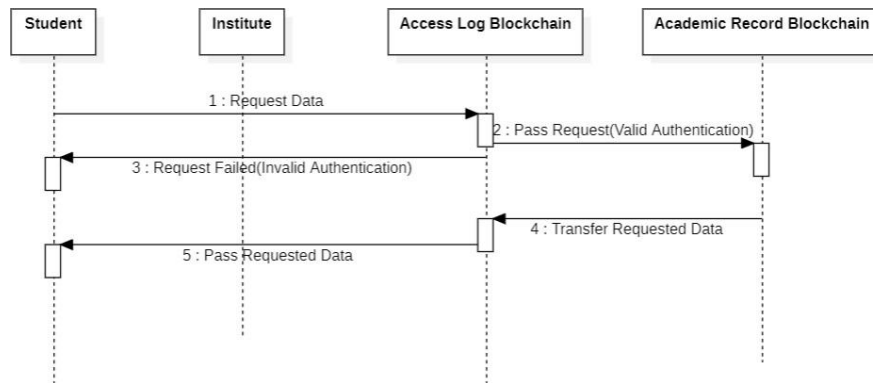 Student
Institute
Access Log Blockchain
Academic Record Blockchain
1 : Request Data
2 : Pass Request(Valid Authentication)
3 : Request Failed(Invalid Authentication)
4 : Transfer Requested Data
5 : Pass Requested Data